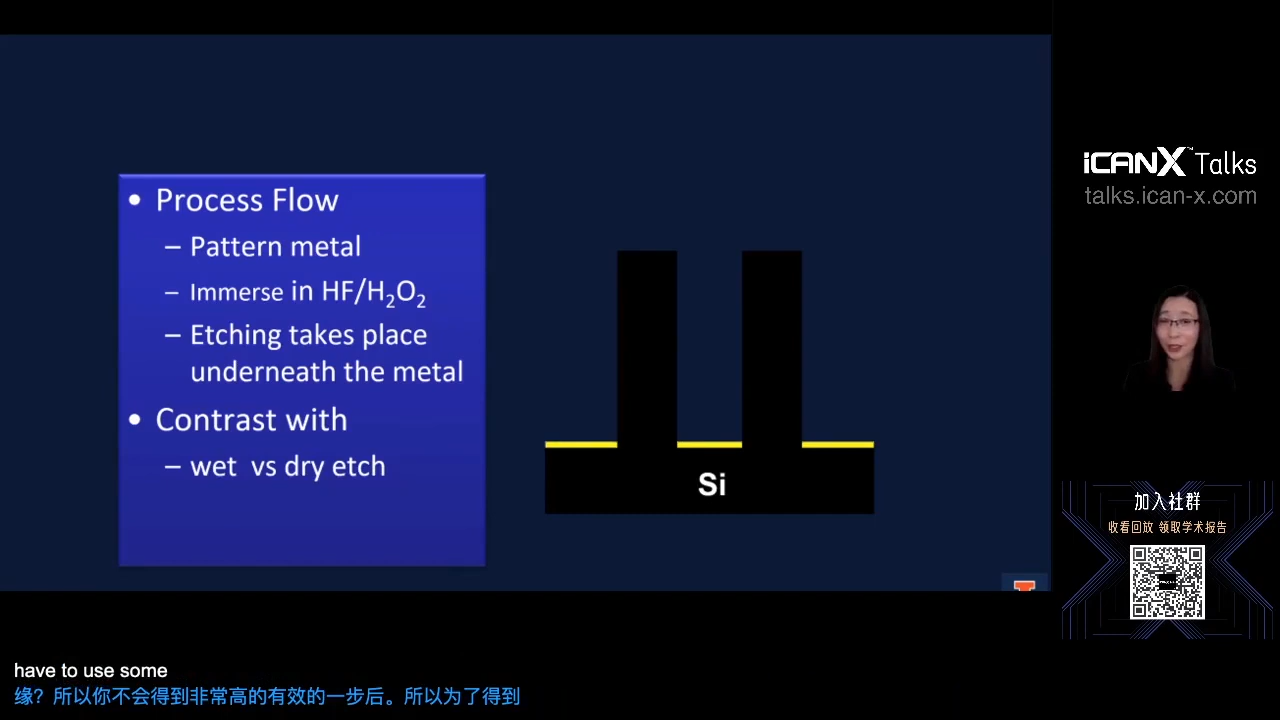 • Process Flow
– Pattern metal
– Immerse in HF/H₂O₂
– Etching takes place
underneath the metal
• Contrast with
– wet vs dry etch
Si
iCANX™ Talks
talks.ican-x.com
加入社群
收看回放 领取学术报告
have to use some
缘？所以你不会得到非常高的有效的一步后。所以为了得到